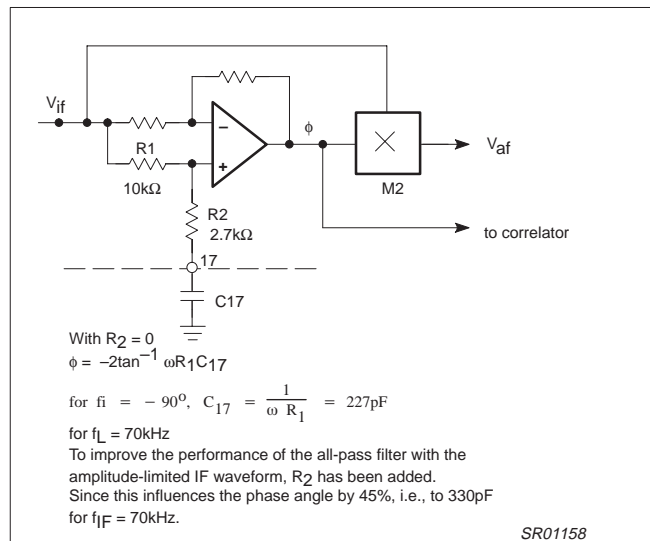 Vif
R1
10kΩ
−
+
ϕ
×
M2
Vaf
to correlator
R2
2.7kΩ
17
C17
With R2 = 0
ϕ = −2tan−1 ωR1C17
for fi = − 90o, C17 = 1 / ω R1 = 227pF
for fL = 70kHz
To improve the performance of the all-pass filter with the
amplitude-limited IF waveform, R2 has been added.
Since this influences the phase angle by 45%, i.e., to 330pF
for fIF = 70kHz.
SR01158